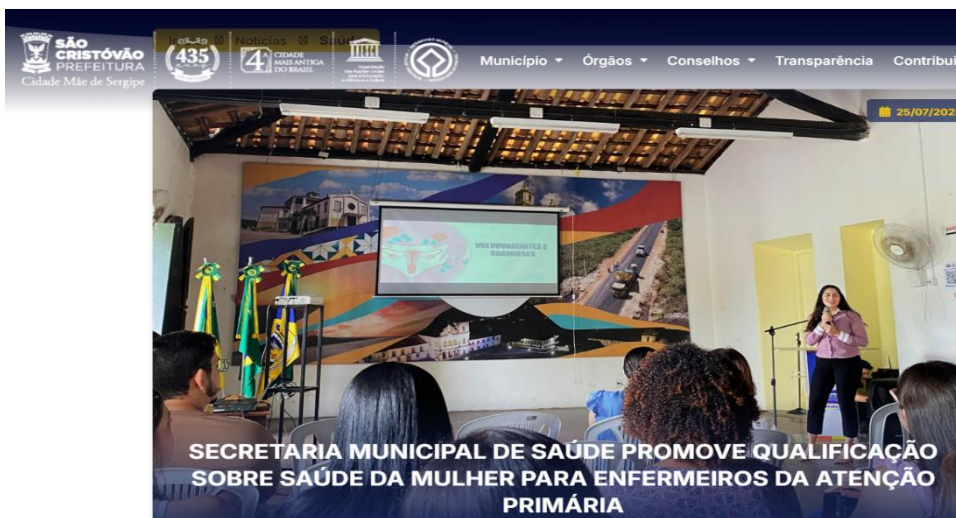 SÃO
CRISTÓVÃO
PREFEITURA
Cidade Mãe de Sergipe
435
4ª CIDADE
MAIS ANTIGA
DO BRASIL
Notícias
Município
Órgãos
Conselhos
Transparência
Contribui
25/07/202
VULVOVAGINITES E
VAGINOSES
SECRETARIA MUNICIPAL DE SAÚDE PROMOVE QUALIFICAÇÃO
SOBRE SAÚDE DA MULHER PARA ENFERMEIROS DA ATENÇÃO
PRIMÁRIA